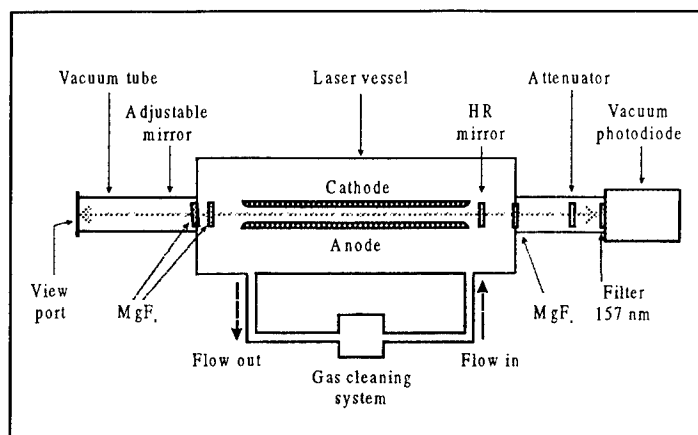 Vacuum tube
Laser vessel
Attenuator
Adjustable
mirror
HR
mirror
Vacuum
photodiode
Cathode
Anode
View
port
MgF
Flow out
Gas cleaning
system
Flow in
MgF
Filter
157 nm